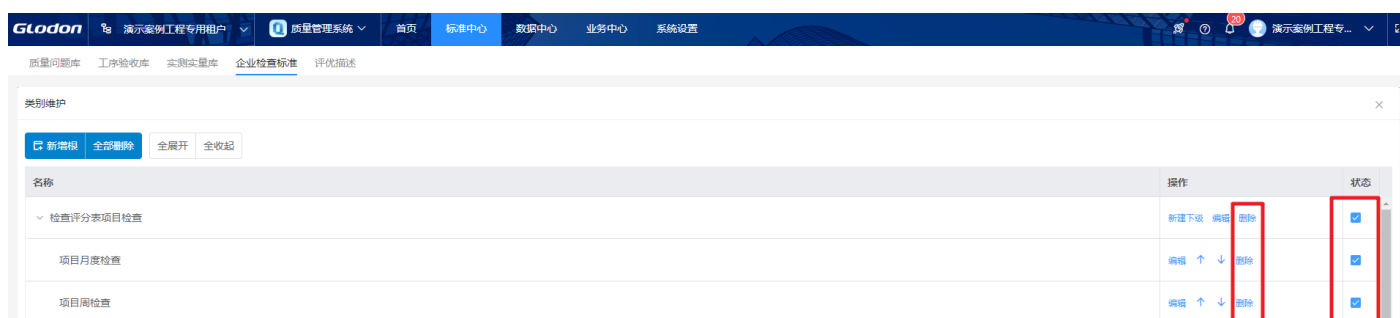 GLODON 演示案例工程专用租户 质量管理系统 首页 标准中心 数据中心 业务中心 系统设置 20 演示案例工程专...
质量问题库 工序验收库 实测实量库 企业检查标准 评优描述
类别维护
新增根 全部删除 全展开 全收起
名称 操作 状态
检查评分表项目检查 新建下级 编辑 删除
项目月度检查 编辑 ↑ ↓ 删除
项目周检查 编辑 ↑ ↓ 删除